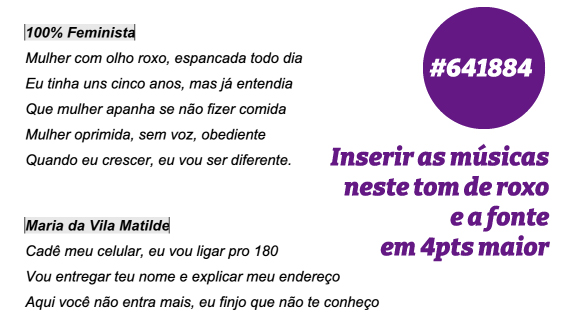 100% Feminista
Mulher com olho roxo, espancada todo dia
Eu tinha uns cinco anos, mas já entendia
Que mulher apanha se não fizer comida
Mulher oprimida, sem voz, obediente
Quando eu crescer, eu vou ser diferente.
Maria da Vila Matilde
Cadê meu celular, eu vou ligar pro 180
Vou entregar teu nome e explicar meu endereço
Aqui você não entra mais, eu finjo que não te conheço
#641884
Inserir as músicas
neste tom de roxo
e a fonte
em 4pts maior